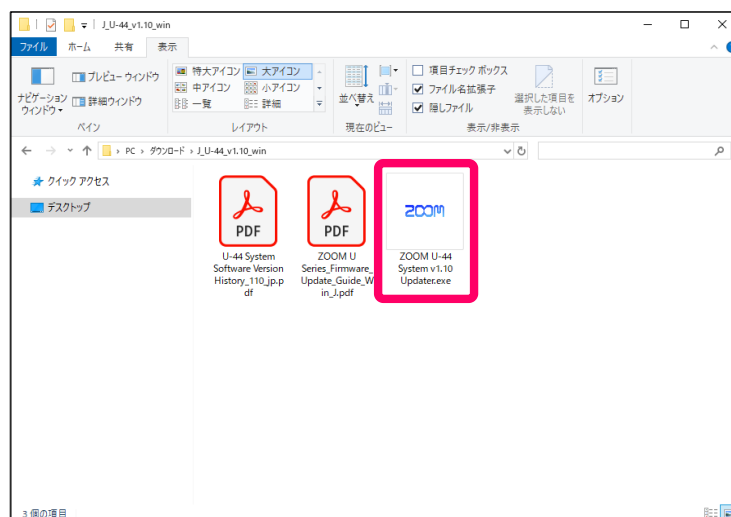 J_U-44_v1.10_win
ファイル ホーム 共有 表示
ナビゲーション
ウィンドウ
プレビュー ウィンドウ
詳細ウィンドウ
ペイン
特大アイコン 大アイコン
中アイコン 小アイコン
一覧 詳細
レイアウト
並べ替え
現在のビュー
項目チェック ボックス
ファイル名拡張子
隠しファイル
選択した項目を
表示しない
表示/非表示
オプション
PC › ダウンロード › J_U-44_v1.10_win
クイック アクセス
デスクトップ
PDF
U-44 System
Software Version
History_110_jp.p
df
PDF
ZOOM U
Series_Firmware_
Update_Guide_W
in_J.pdf
ZOOM
ZOOM U-44
System v1.10
Updater.exe
3 個の項目